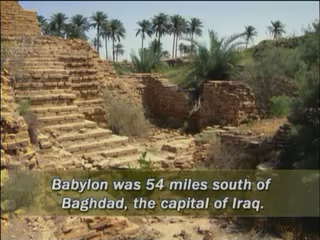 Babylon was 54 miles south of
Baghdad, the capital of Iraq.